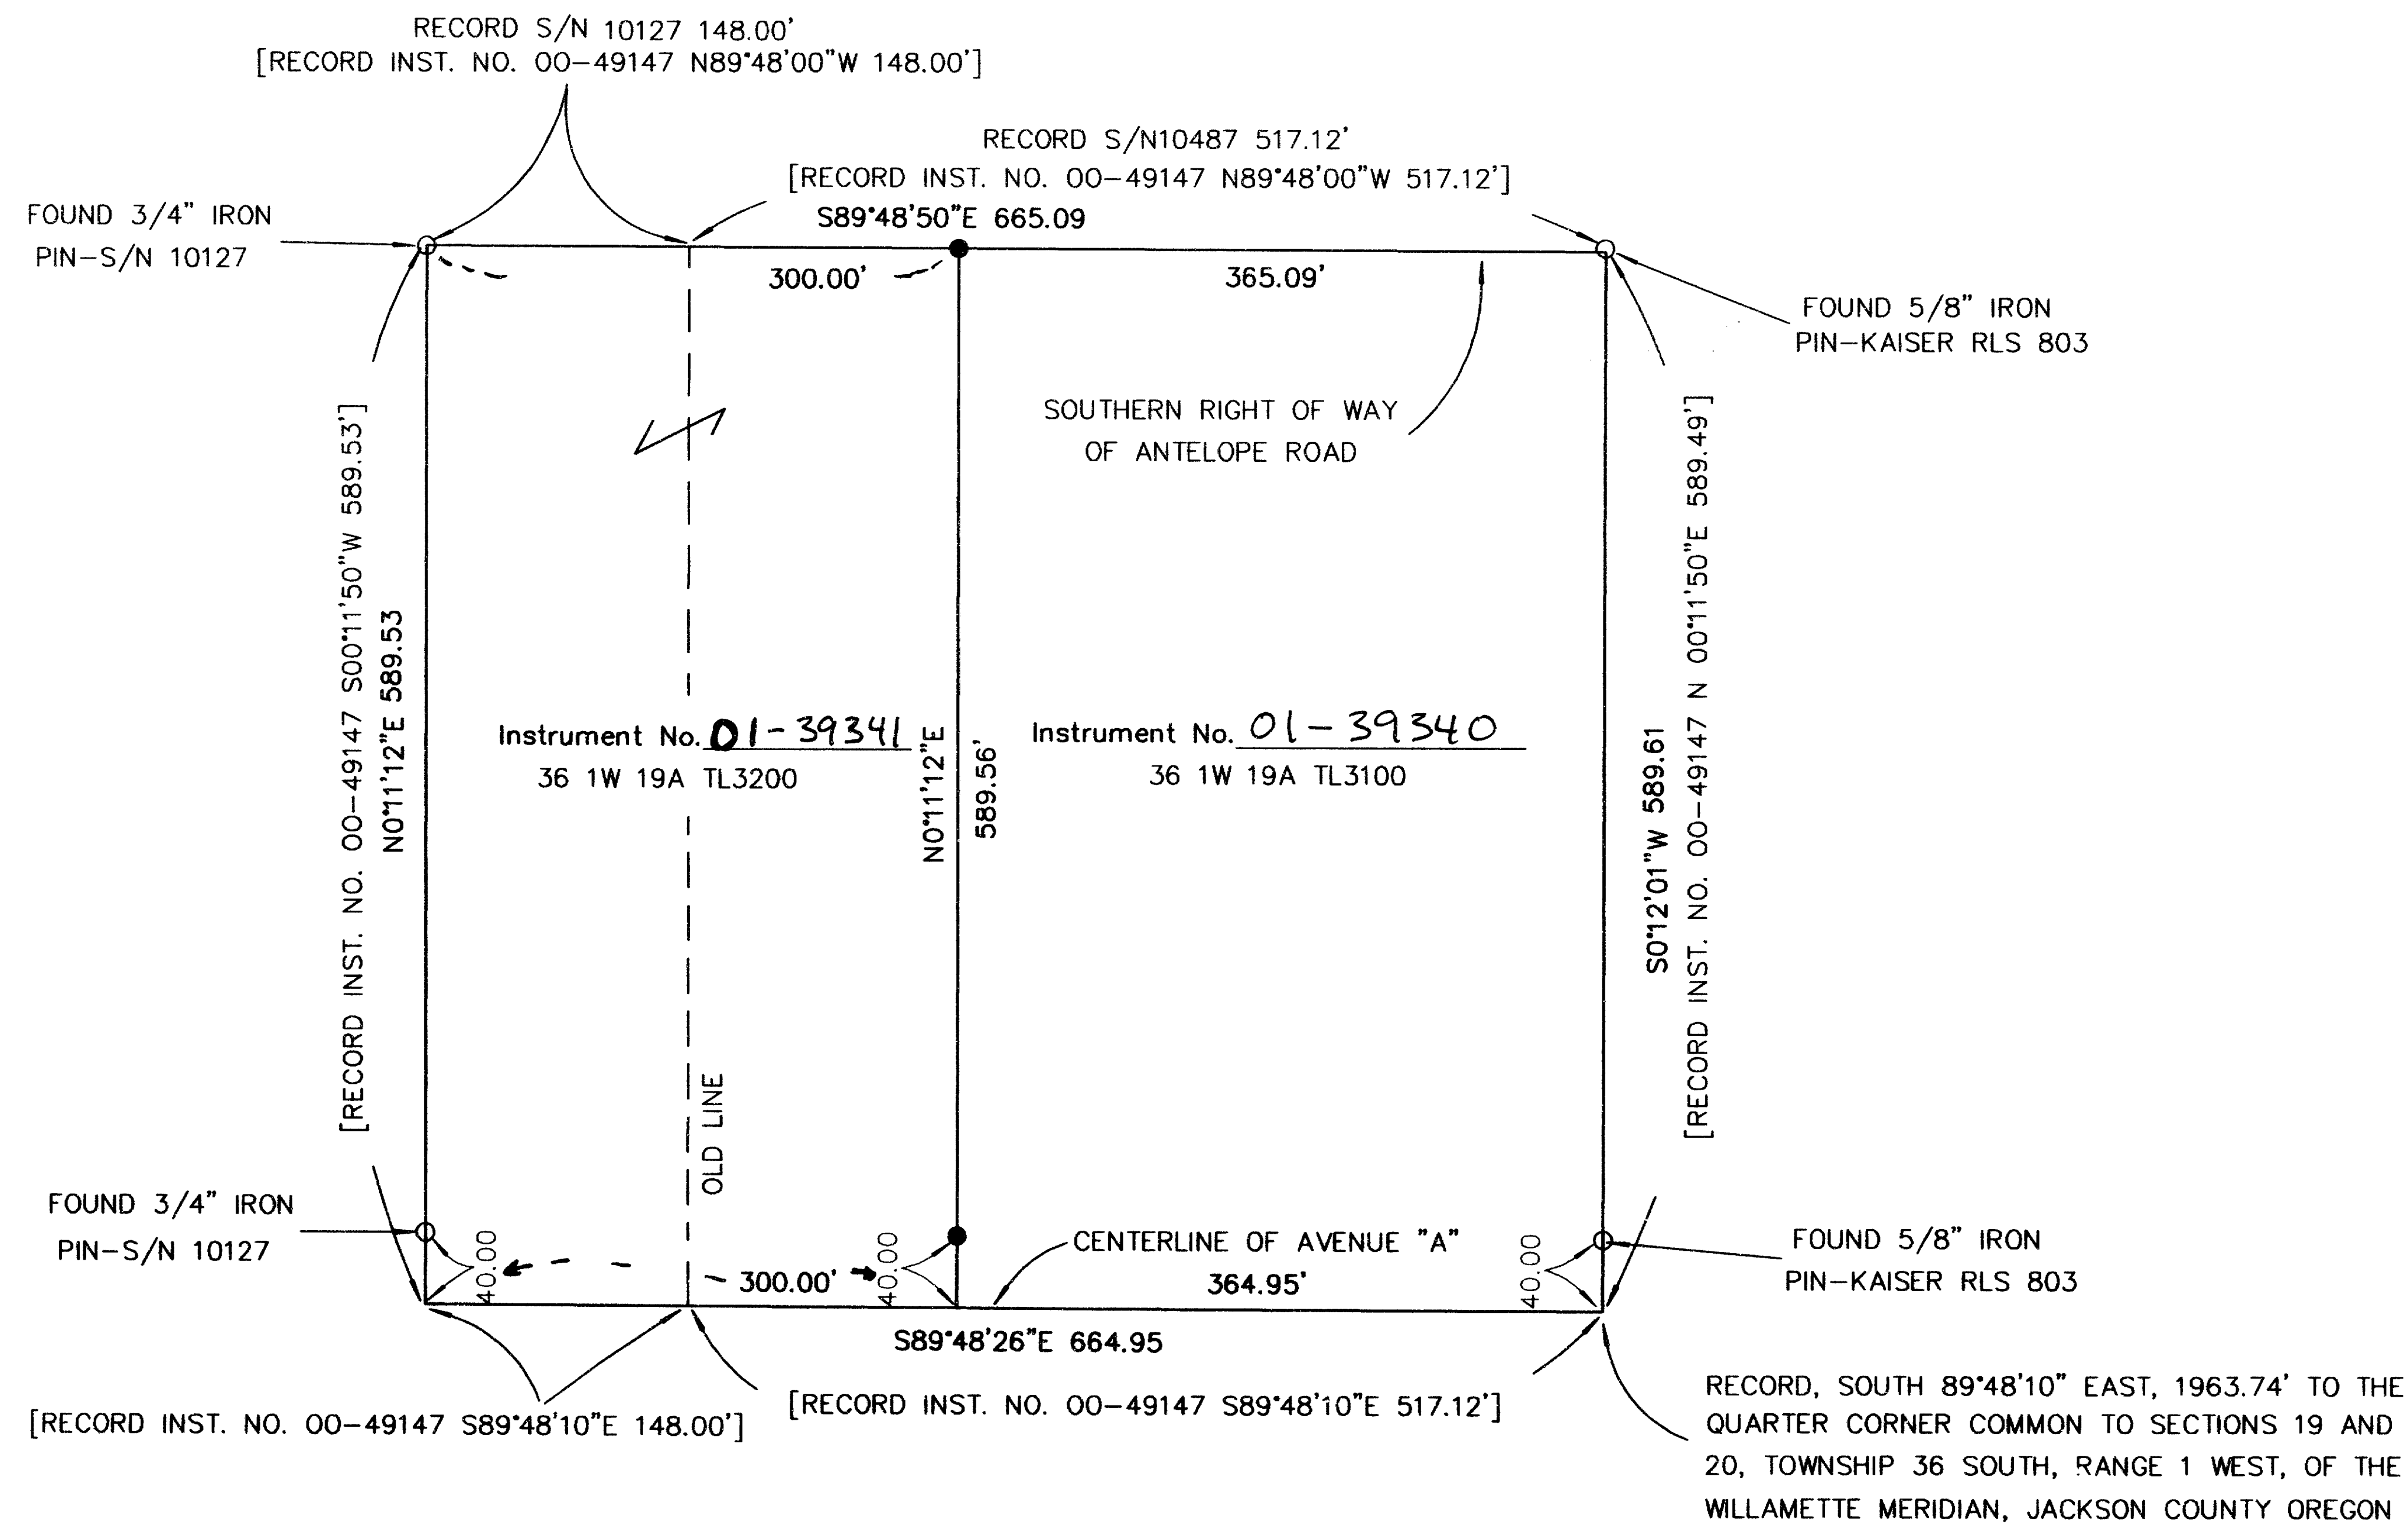 RECORD S/N 10127 148.00'
[RECORD INST. NO. 00-49147 N89°48'00"W 148.00']
RECORD S/N10487 517.12'
[RECORD INST. NO. 00-49147 N89°48'00"W 517.12']
S89°48'50"E 665.09
FOUND 3/4" IRON
PIN-S/N 10127
300.00'
365.09'
FOUND 5/8" IRON
PIN-KAISER RLS 803
SOUTHERN RIGHT OF WAY
OF ANTELOPE ROAD
[RECORD INST. NO. 00-49147 S00°11'50"W 589.53']
N0°11'12"E 589.53
Instrument No. 01-39341
36 1W 19A TL3200
N0°11'12"E
589.56'
Instrument No. 01-39340
36 1W 19A TL3100
S0°12'01"W 589.61
[RECORD INST. NO. 00-49147 N 00°11'50"E 589.49']
OLD LINE
FOUND 3/4" IRON
PIN-S/N 10127
40.00
300.00'
40.00
CENTERLINE OF AVENUE "A"
364.95'
40.00
FOUND 5/8" IRON
PIN-KAISER RLS 803
S89°48'26"E 664.95
[RECORD INST. NO. 00-49147 S89°48'10"E 148.00']
[RECORD INST. NO. 00-49147 S89°48'10"E 517.12']
RECORD, SOUTH 89°48'10" EAST, 1963.74' TO THE
QUARTER CORNER COMMON TO SECTIONS 19 AND
20, TOWNSHIP 36 SOUTH, RANGE 1 WEST, OF THE
WILLAMETTE MERIDIAN, JACKSON COUNTY OREGON